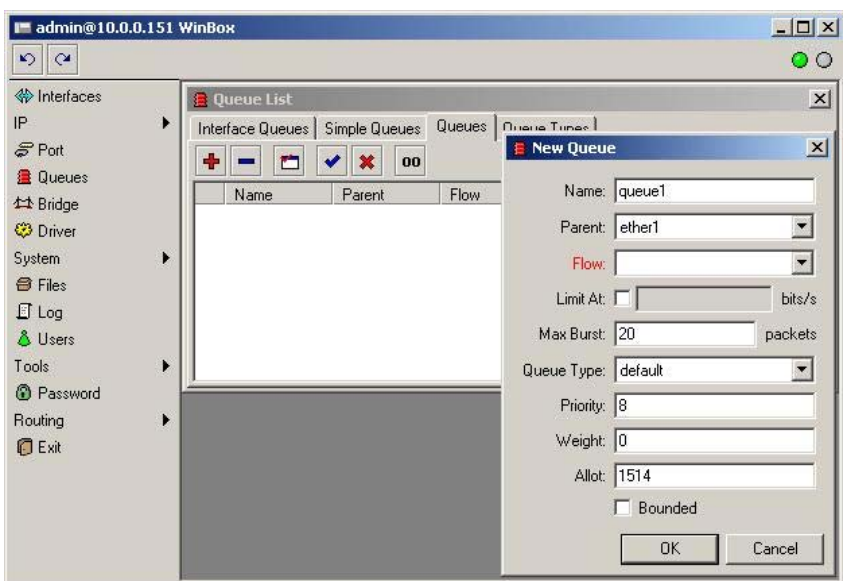 admin@10.0.0.151 WinBox
Interfaces
IP
Port
Queues
Bridge
Driver
System
Files
Log
Users
Tools
Password
Routing
Exit
Queue List
Interface Queues Simple Queues Queues Queue Types
00
Name Parent Flow
New Queue
Name: queue1
Parent: ether1
Flow:
Limit At: bits/s
Max Burst: 20 packets
Queue Type: default
Priority: 8
Weight: 0
Allot: 1514
Bounded
OK Cancel